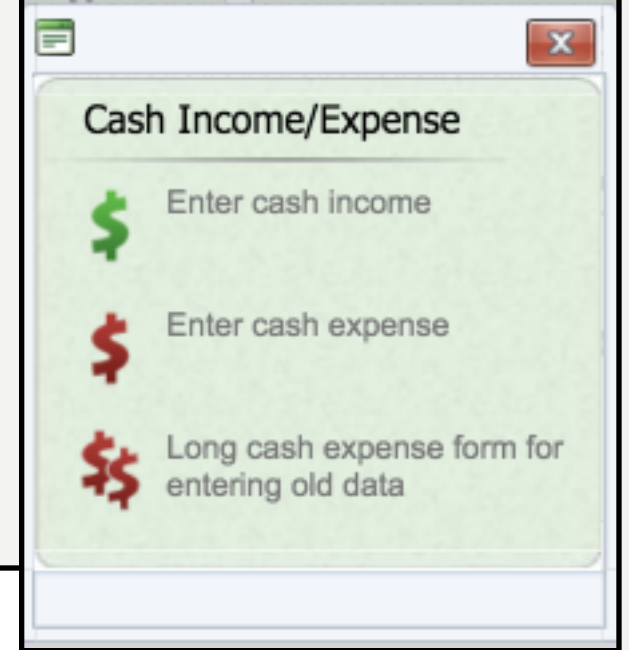 Cash Income/Expense
Enter cash income
Enter cash expense
Long cash expense form for
entering old data